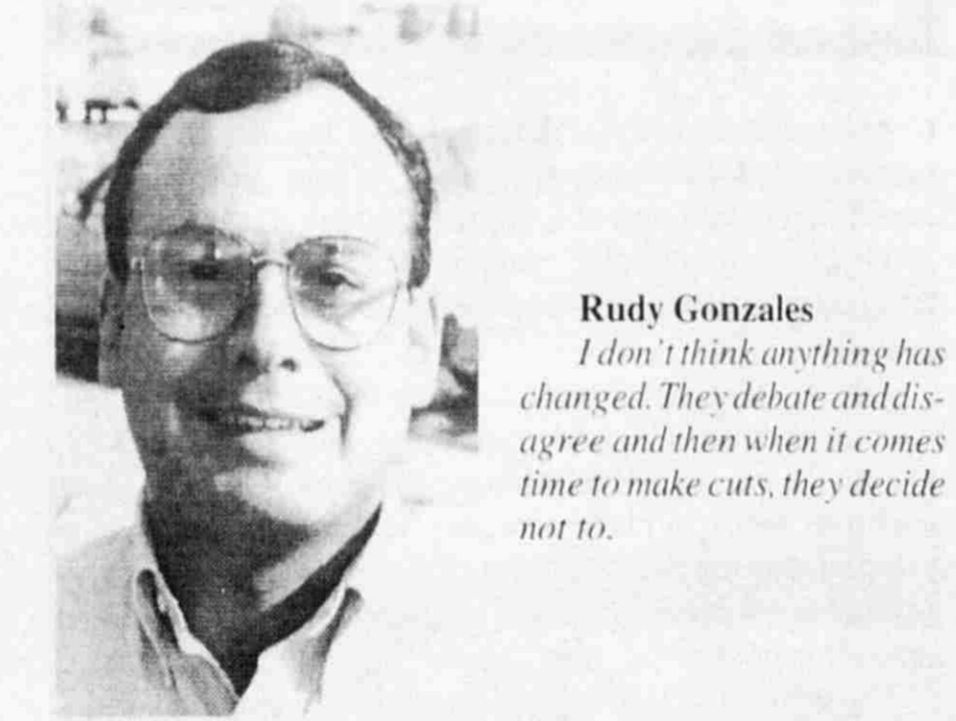 Rudy Gonzales
I don't think anything has
changed. They debate and dis-
agree and then when it comes
time to make cuts, they decide
not to.